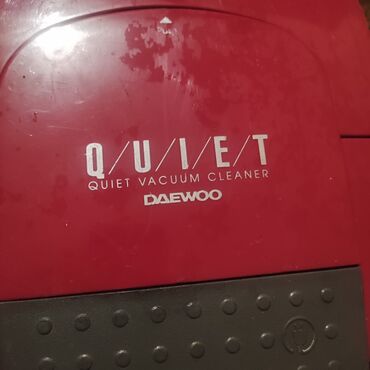 Q/U/I/E/T
QUIET VACUUM CLEANER
DAEWOO